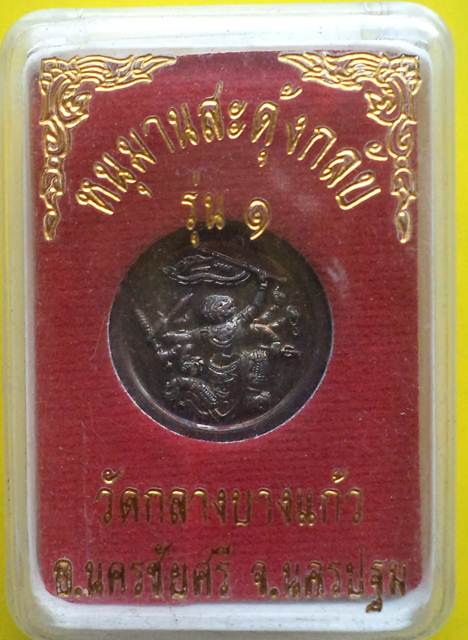 หนุมานสะดุ้งกลับ
รุ่น ๑
วัดกลางบางแก้ว
อ.นครชัยศรี จ.นครปฐม